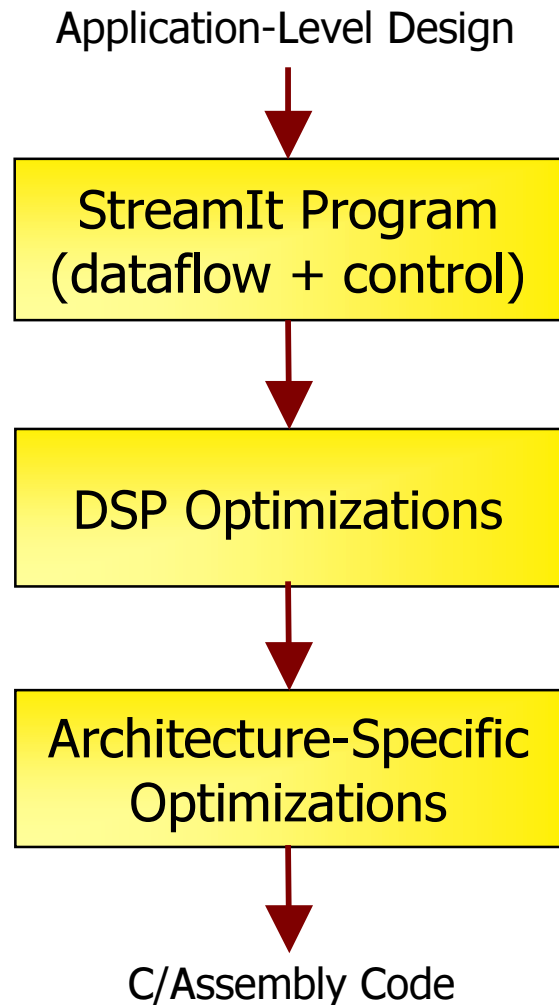 Application-Level Design
StreamIt Program
(dataflow + control)
DSP Optimizations
Architecture-Specific
Optimizations
C/Assembly Code